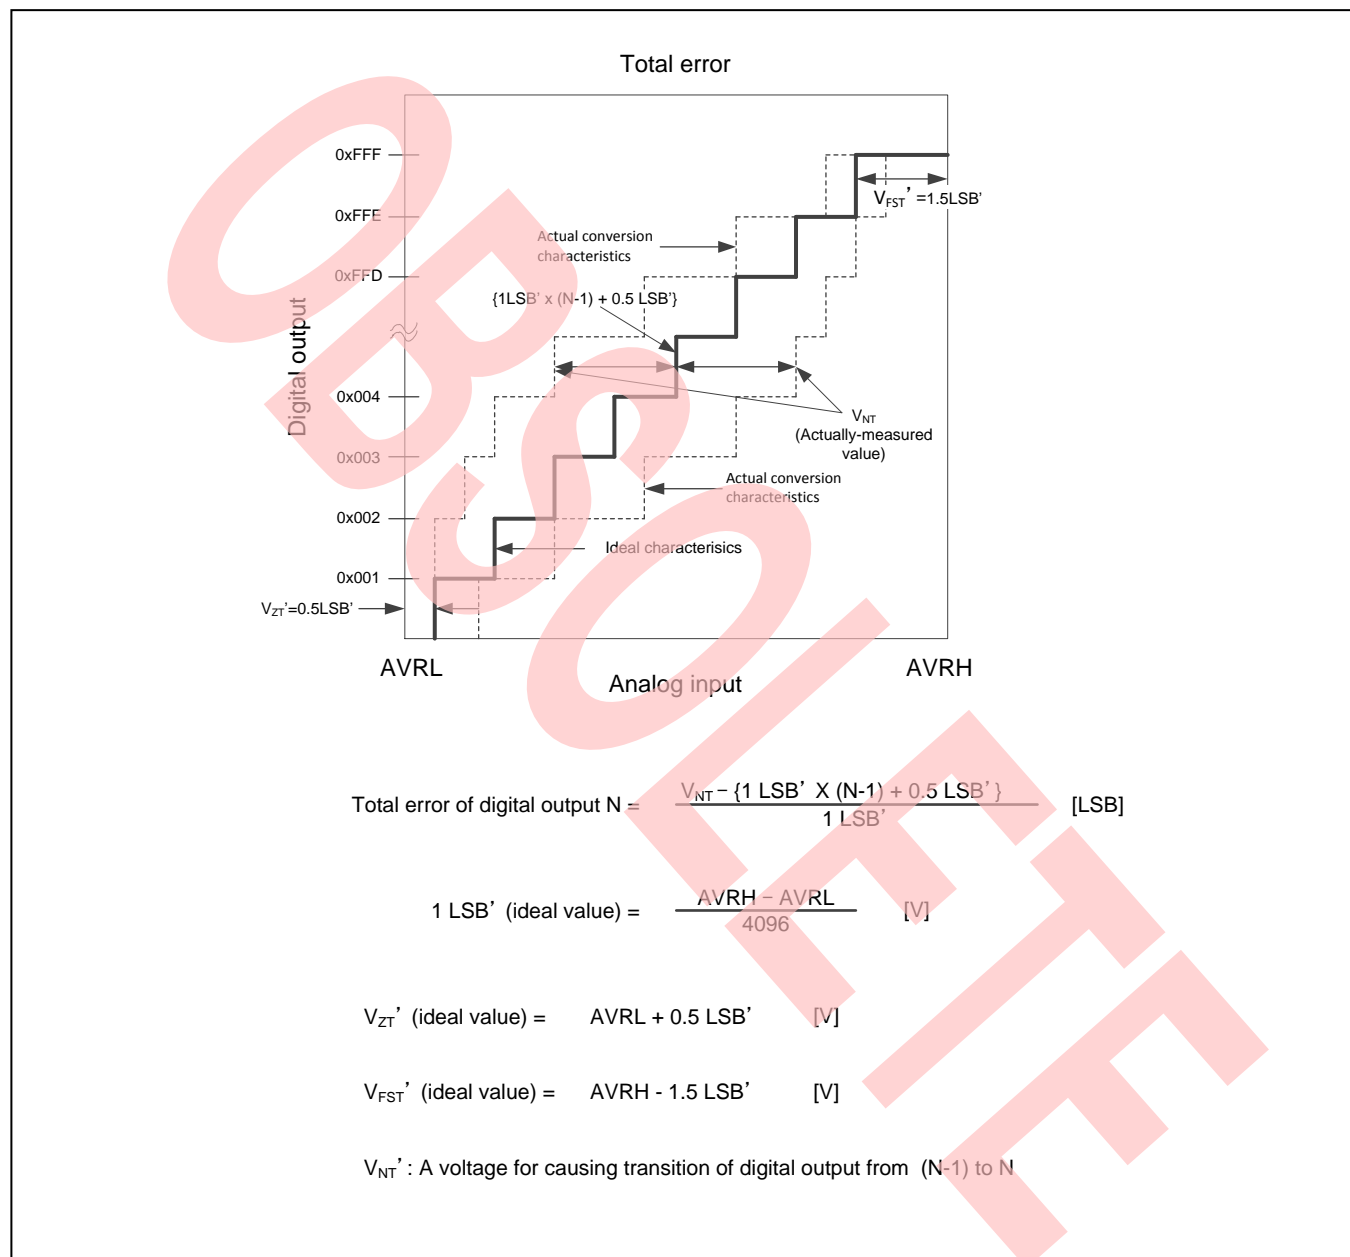 Total error
0xFFF
0xFFE
0xFFD
0x004
0x003
0x002
0x001
Digital output
Actual conversion
characteristics
{1LSB' x (N-1) + 0.5 LSB'}
VFST' =1.5LSB'
VNT
(Actually-measured
value)
Actual conversion
characteristics
Ideal characterisics
VZT'=0.5LSB'
AVRL
AVRH
Analog input
Total error of digital output N = VNT − {1 LSB' X (N-1) + 0.5 LSB' } [LSB]
1 LSB'
1 LSB' (ideal value) = AVRH − AVRL [V]
4096
VZT' (ideal value) = AVRL + 0.5 LSB' [V]
VFST' (ideal value) = AVRH - 1.5 LSB' [V]
VNT' : A voltage for causing transition of digital output from (N-1) to N
OBSOLETE